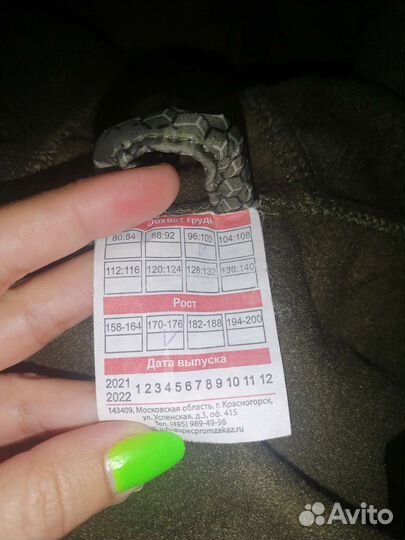 Обхват груди
80:84 88:92 96:100 104:108
112:116 120:124 128:132 136:140
Рост
158-164 170-176 182-188 194-200
Дата выпуска
2021
2022
1 2 3 4 5 6 7 8 9 10 11 12
143409, Московская область, г. Красногорск,
ул. Успенская, д.3, оф. 415
Тел. (495) 989-49-96
specpromzakaz.ru
Avito